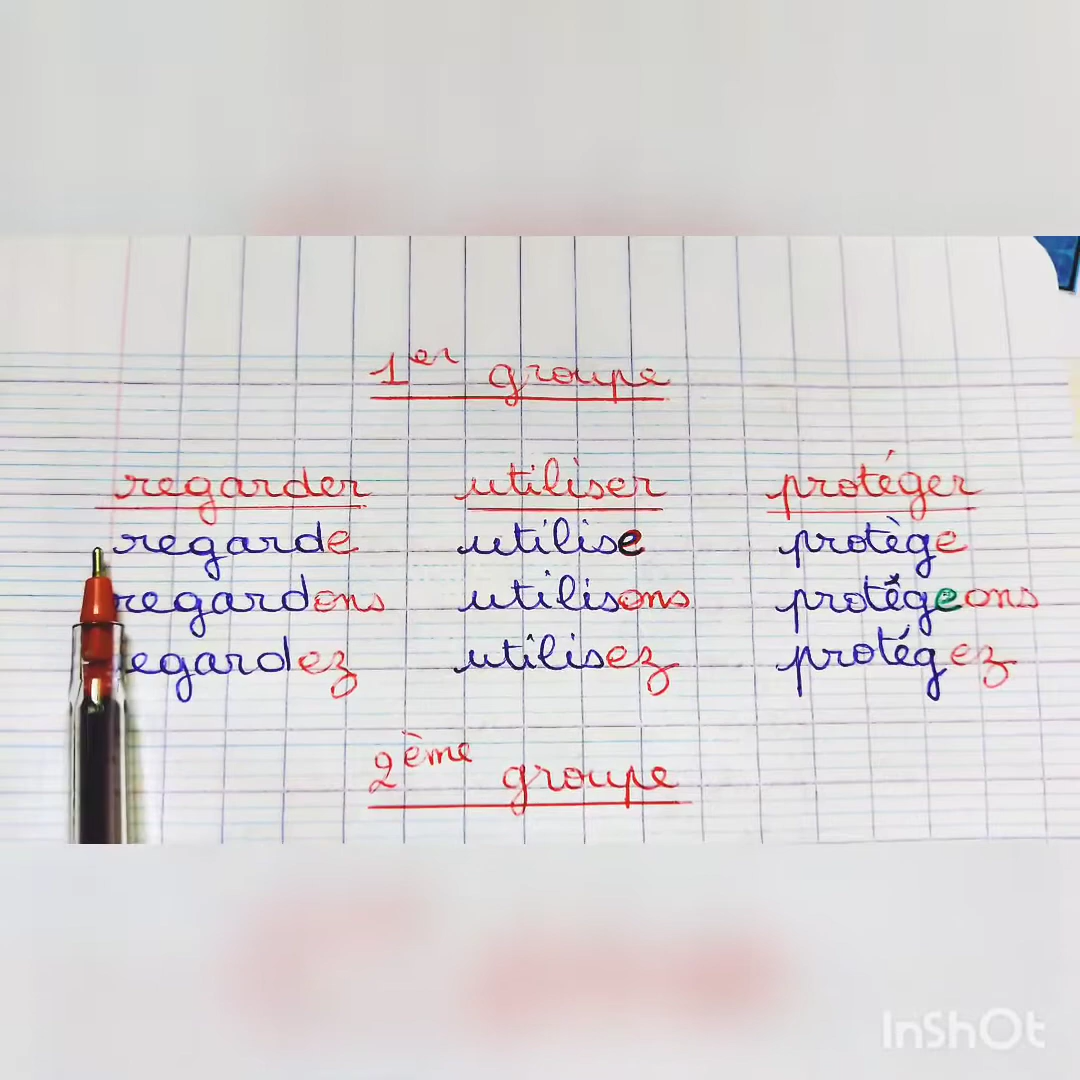 1er groupe
regarder utiliser protéger
regarde utilise protège
regardons utilisons protégeons
regardez utilisez protégez
2ème groupe
InShOt